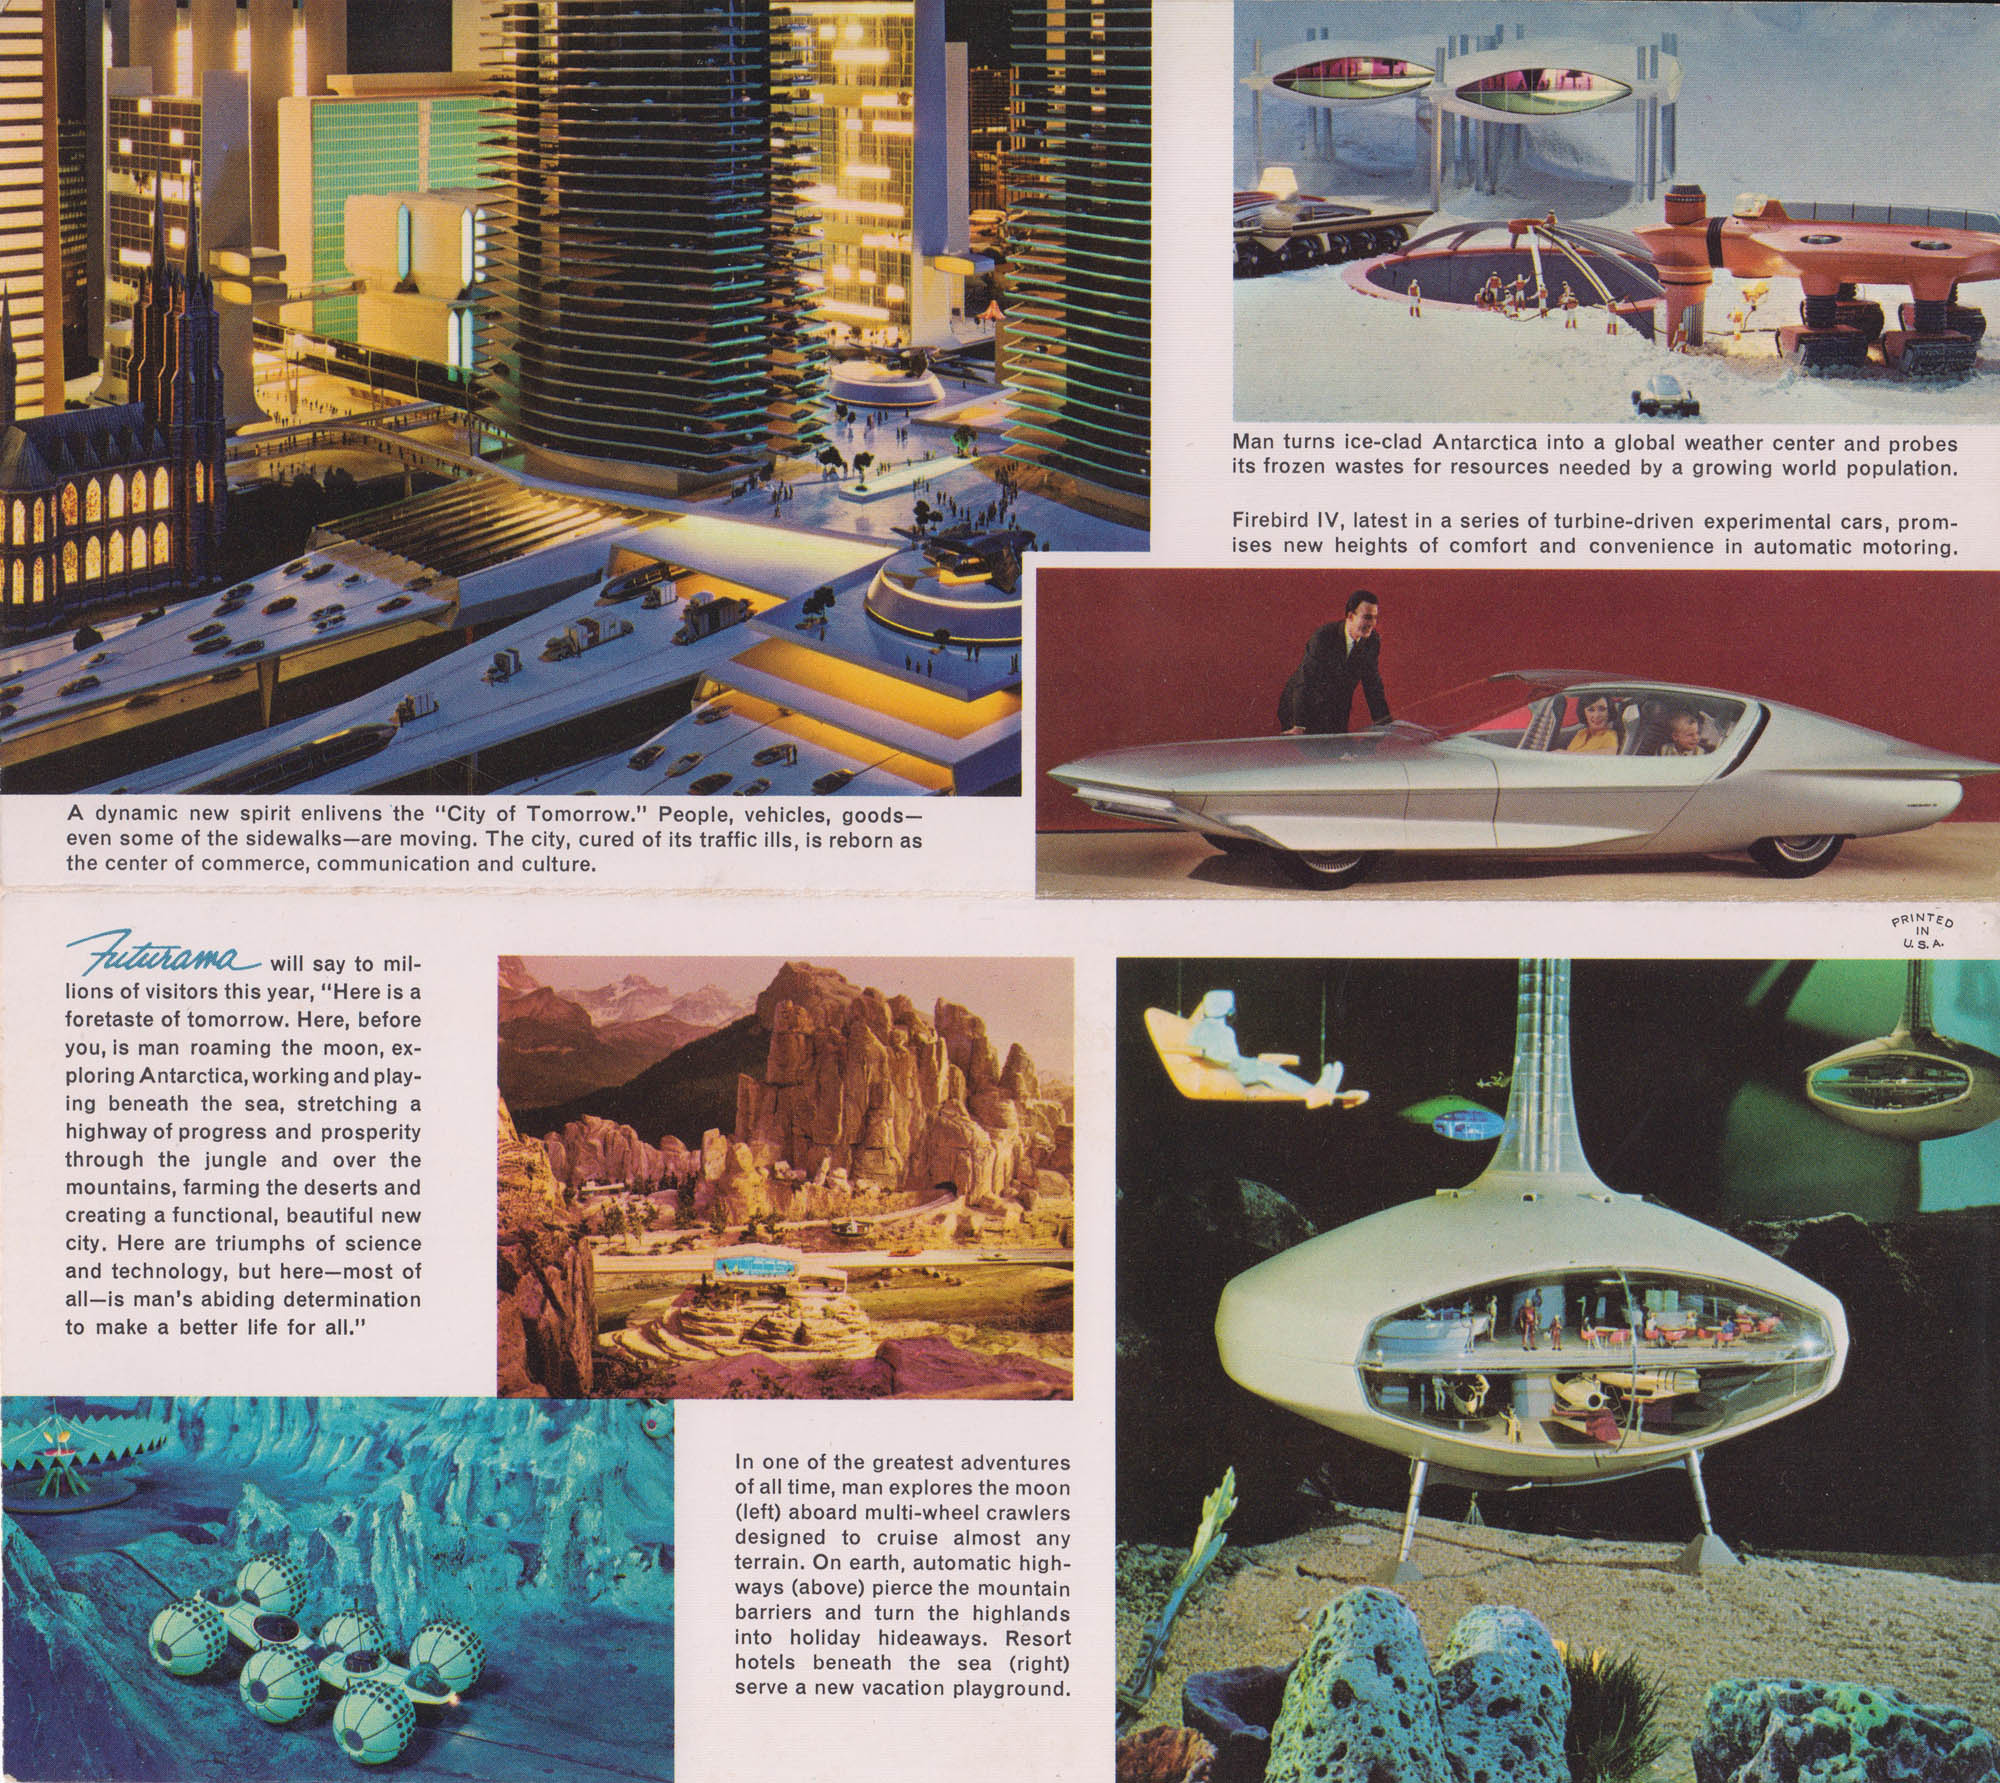 Man turns ice-clad Antarctica into a global weather center and probes
its frozen wastes for resources needed by a growing world population.
Firebird IV, latest in a series of turbine-driven experimental cars, prom-
ises new heights of comfort and convenience in automatic motoring.
A dynamic new spirit enlivens the "City of Tomorrow." People, vehicles, goods—
even some of the sidewalks—are moving. The city, cured of its traffic ills, is reborn as
the center of commerce, communication and culture.
PRINTED
IN
U.S.A.
Futurama will say to mil-
lions of visitors this year, "Here is a
foretaste of tomorrow. Here, before
you, is man roaming the moon, ex-
ploring Antarctica, working and play-
ing beneath the sea, stretching a
highway of progress and prosperity
through the jungle and over the
mountains, farming the deserts and
creating a functional, beautiful new
city. Here are triumphs of science
and technology, but here—most of
all—is man's abiding determination
to make a better life for all."
In one of the greatest adventures
of all time, man explores the moon
(left) aboard multi-wheel crawlers
designed to cruise almost any
terrain. On earth, automatic high-
ways (above) pierce the mountain
barriers and turn the highlands
into holiday hideaways. Resort
hotels beneath the sea (right)
serve a new vacation playground.